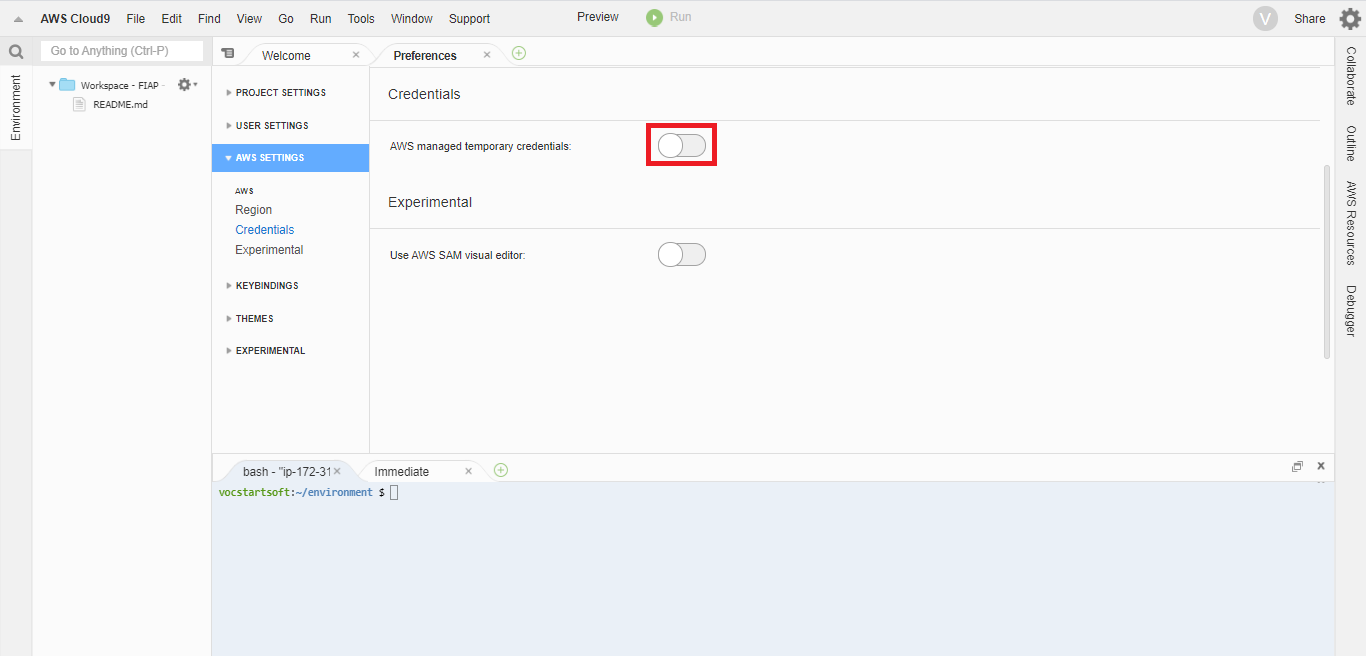 AWS Cloud9 File Edit Find View Go Run Tools Window Support Preview Run V Share
Go to Anything (Ctrl-P)
Welcome
Preferences
Environment
Workspace - FIAP -
README.md
PROJECT SETTINGS
USER SETTINGS
AWS SETTINGS
AWS
Region
Credentials
Experimental
KEYBINDINGS
THEMES
EXPERIMENTAL
Credentials
AWS managed temporary credentials:
Experimental
Use AWS SAM visual editor:
Collaborate
Outline
AWS Resources
Debugger
bash - "ip-172-31
Immediate
vocstartsoft:~/environment $